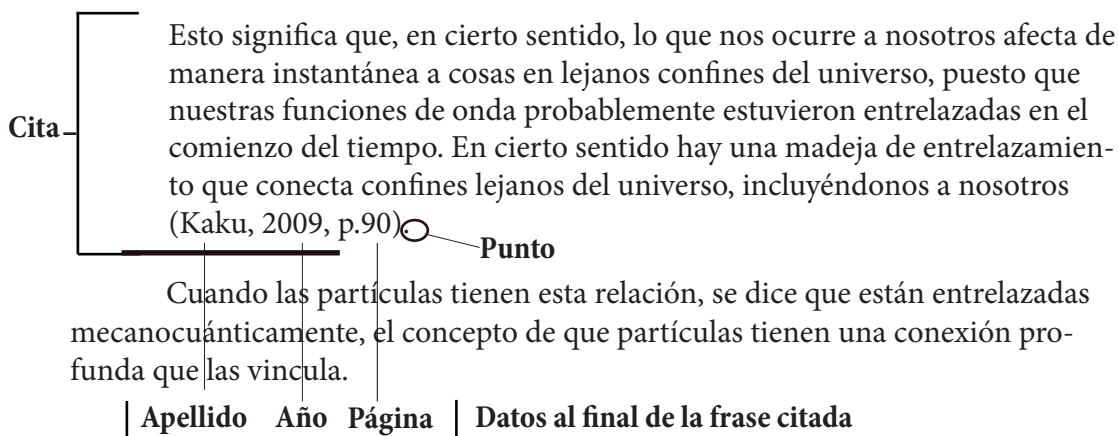 Esto significa que, en cierto sentido, lo que nos ocurre a nosotros afecta de
manera instantánea a cosas en lejanos confines del universo, puesto que
nuestras funciones de onda probablemente estuvieron entrelazadas en el
Cita
comienzo del tiempo. En cierto sentido hay una madeja de entrelazamien-
to que conecta confines lejanos del universo, incluyéndonos a nosotros
(Kaku, 2009, p.90).
Punto
Cuando las partículas tienen esta relación, se dice que están entrelazadas
mecanocuánticamente, el concepto de que partículas tienen una conexión pro-
funda que las vincula.
Apellido Año Página Datos al final de la frase citada